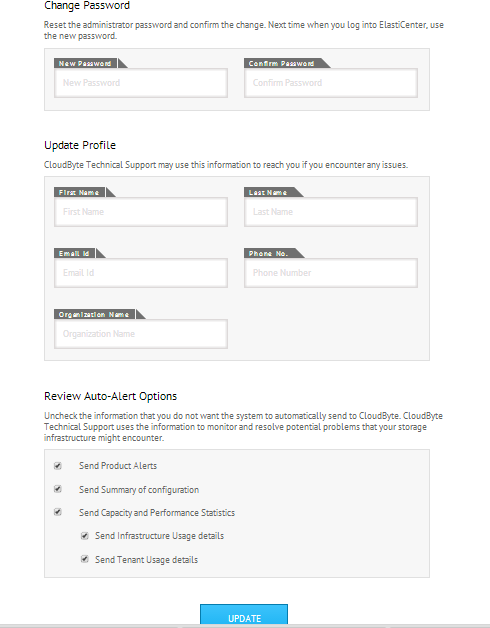 Change Password
Reset the administrator password and confirm the change. Next time when you log into ElastiCenter, use
the new password.
New Password Confirm Password
New Password Confirm Password
Update Profile
CloudByte Technical Support may use this information to reach you if you encounter any issues.
First Name Last Name
First Name Last Name
Email Id Phone No.
Email Id Phone Number
Organization Name
Organization Name
Review Auto-Alert Options
Uncheck the information that you do not want the system to automatically send to CloudByte. CloudByte
Technical Support uses the information to monitor and resolve potential problems that your storage
infrastructure might encounter.
Send Product Alerts
Send Summary of configuration
Send Capacity and Performance Statistics
Send Infrastructure Usage details
Send Tenant Usage details
UPDATE